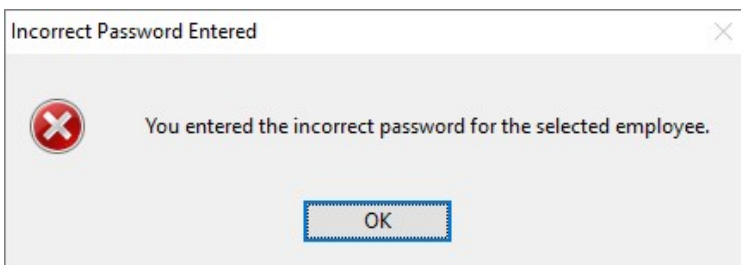 Incorrect Password Entered
You entered the incorrect password for the selected employee.
OK